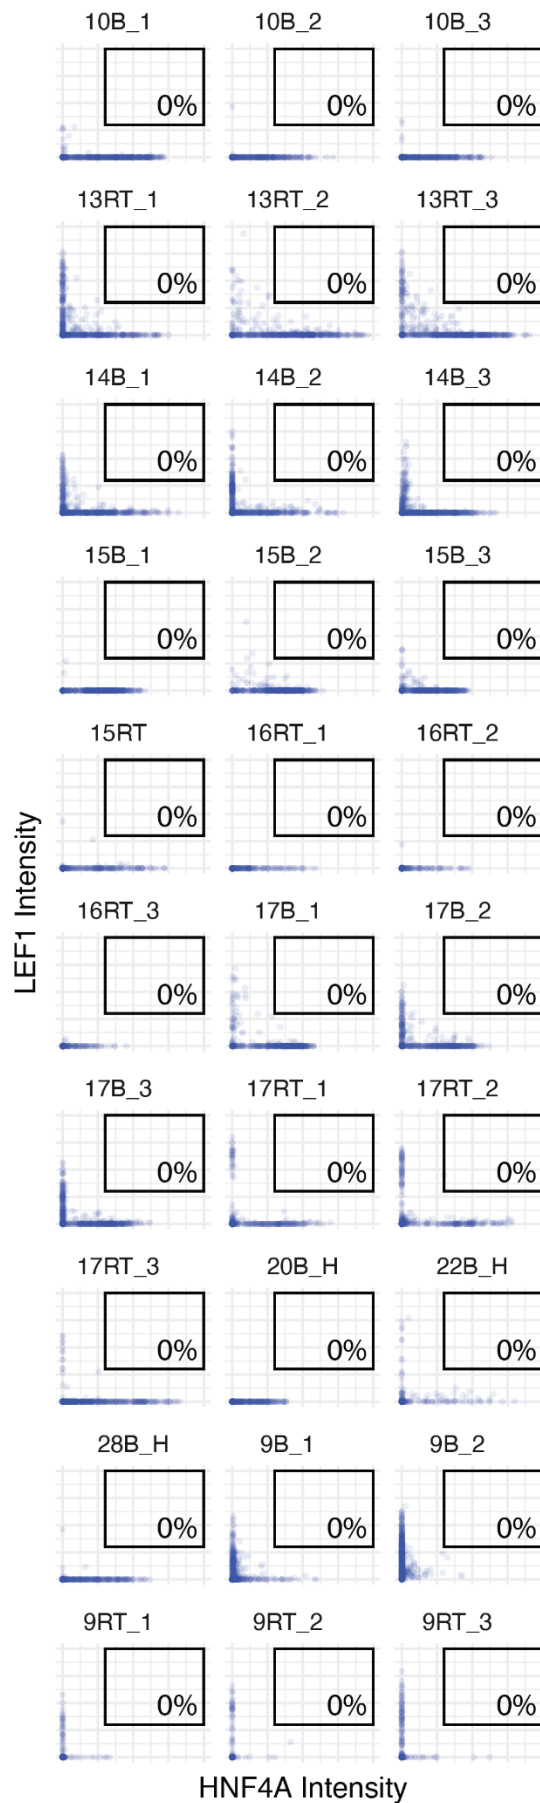 10B_1 10B_2 10B_3
0% 0% 0%
13RT_1 13RT_2 13RT_3
0% 0% 0%
14B_1 14B_2 14B_3
0% 0% 0%
15B_1 15B_2 15B_3
0% 0% 0%
15RT 16RT_1 16RT_2
0% 0% 0%
LEF1 Intensity
16RT_3 17B_1 17B_2
0% 0% 0%
17B_3 17RT_1 17RT_2
0% 0% 0%
17RT_3 20B_H 22B_H
0% 0% 0%
28B_H 9B_1 9B_2
0% 0% 0%
9RT_1 9RT_2 9RT_3
0% 0% 0%
HNF4A Intensity